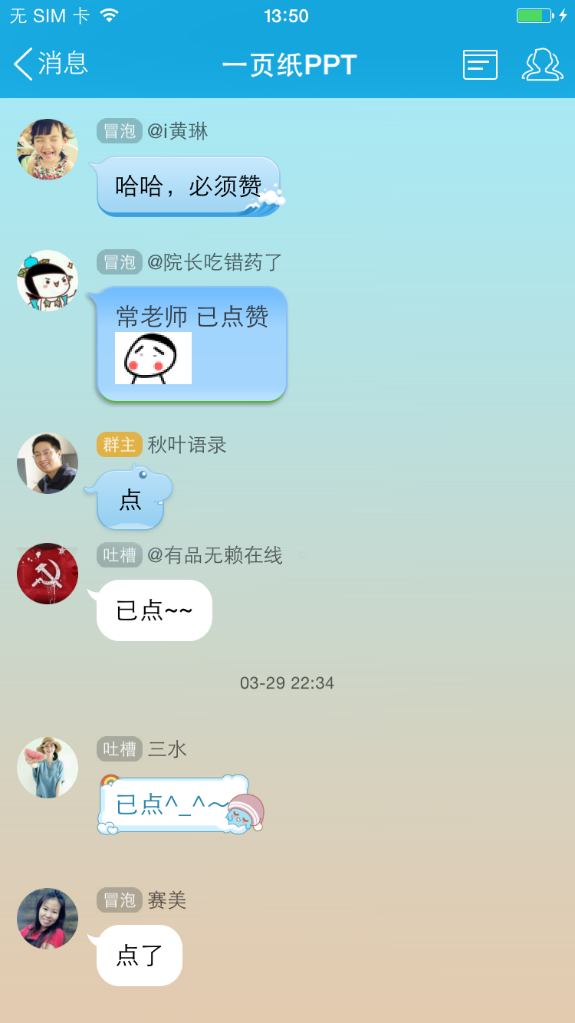 无 SIM 卡 13:50
消息 一页纸PPT
冒泡 @i黄琳
哈哈，必须赞
冒泡 @院长吃错药了
常老师 已点赞
群主 秋叶语录
点
吐槽 @有品无赖在线
已点~~
03-29 22:34
吐槽 三水
已点^_^～
冒泡 赛美
点了